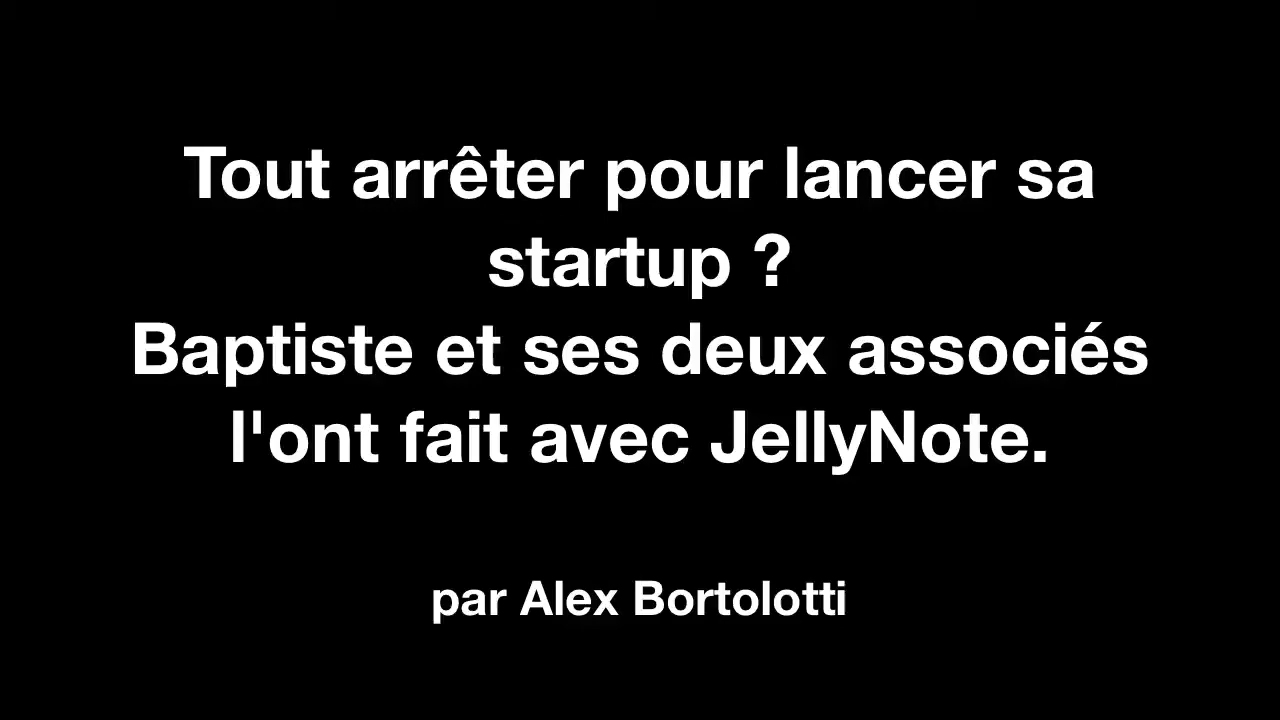 Tout arrêter pour lancer sa
startup ?
Baptiste et ses deux associés
l'ont fait avec JellyNote.
par Alex Bortolotti